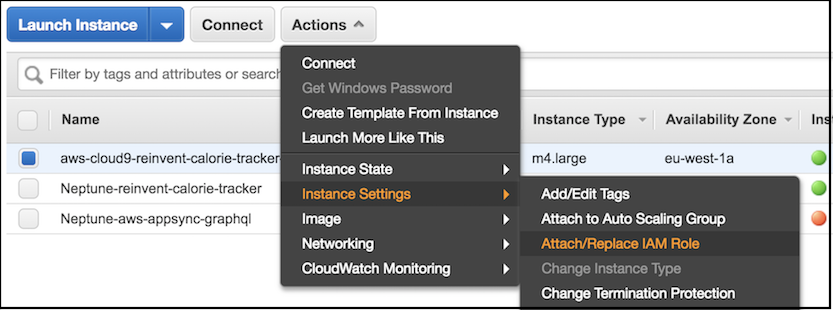 Launch Instance Connect Actions
Filter by tags and attributes or searc
Connect
Get Windows Password
Create Template From Instance
Launch More Like This
Instance State
Instance Settings
Image
Networking
CloudWatch Monitoring
Name Instance Type Availability Zone Inst
aws-cloud9-reinvent-calorie-tracker- m4.large eu-west-1a
Neptune-reinvent-calorie-tracker
Neptune-aws-appsync-graphql
Add/Edit Tags
Attach to Auto Scaling Group
Attach/Replace IAM Role
Change Instance Type
Change Termination Protection